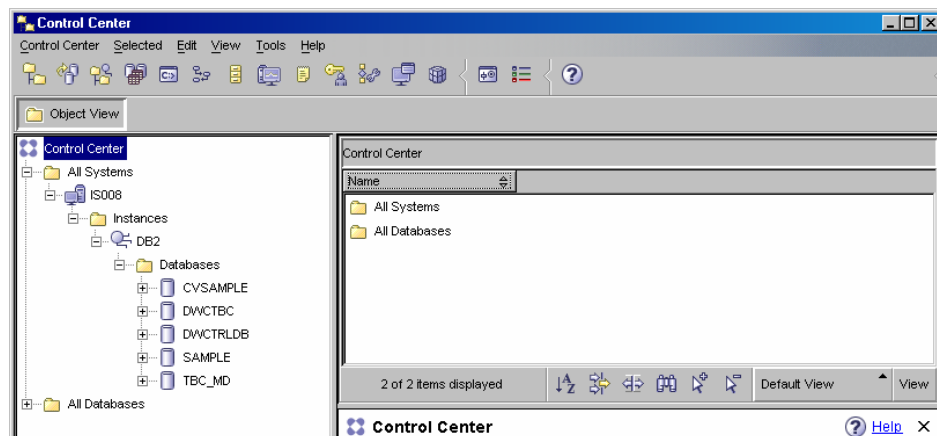 Control Center
Control Center Selected Edit View Tools Help
Object View
Control Center
All Systems
IS008
Instances
DB2
Databases
CVSAMPLE
DWCTBC
DWCTRLDB
SAMPLE
TBC_MD
All Databases
Control Center
Name
All Systems
All Databases
2 of 2 items displayed
Default View
View
Control Center
Help